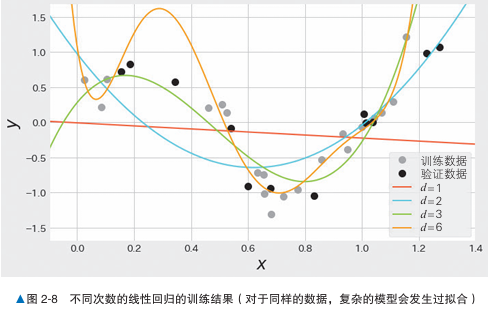 1.5
1.0
0.5
0.0
−0.5
−1.0
−1.5
y
0.0 0.2 0.4 0.6 0.8 1.0 1.2 1.4
x
训练数据
验证数据
d=1
d=2
d=3
d=6
▲图 2-8 不同次数的线性回归的训练结果（对于同样的数据，复杂的模型会发生过拟合）